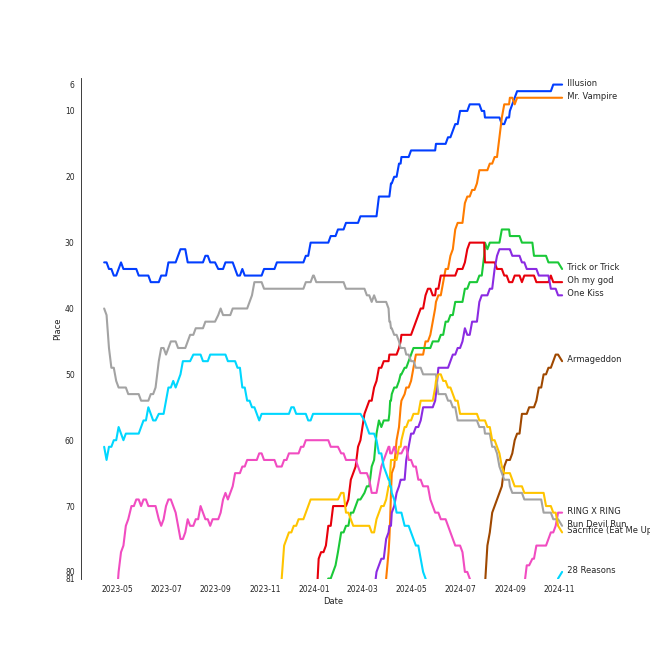 6
10
20
30
40
50
60
70
80
81
Place
2023-05
2023-07
2023-09
2023-11
2024-01
2024-03
2024-05
2024-07
2024-09
2024-11
Date
Illusion
Mr. Vampire
Trick or Trick
Oh my god
One Kiss
Armageddon
RING X RING
Run Devil Run
Sacrifice (Eat Me Up
28 Reasons